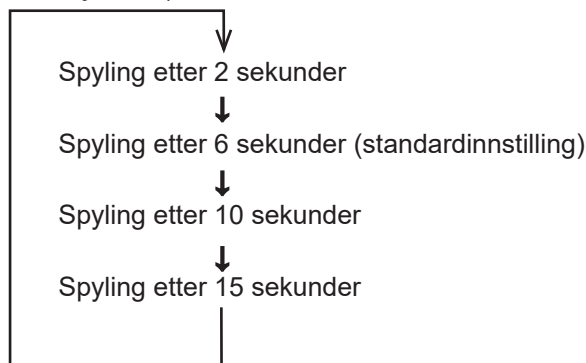 Spyling etter 2 sekunder
Spyling etter 6 sekunder (standardinnstilling)
Spyling etter 10 sekunder
Spyling etter 15 sekunder